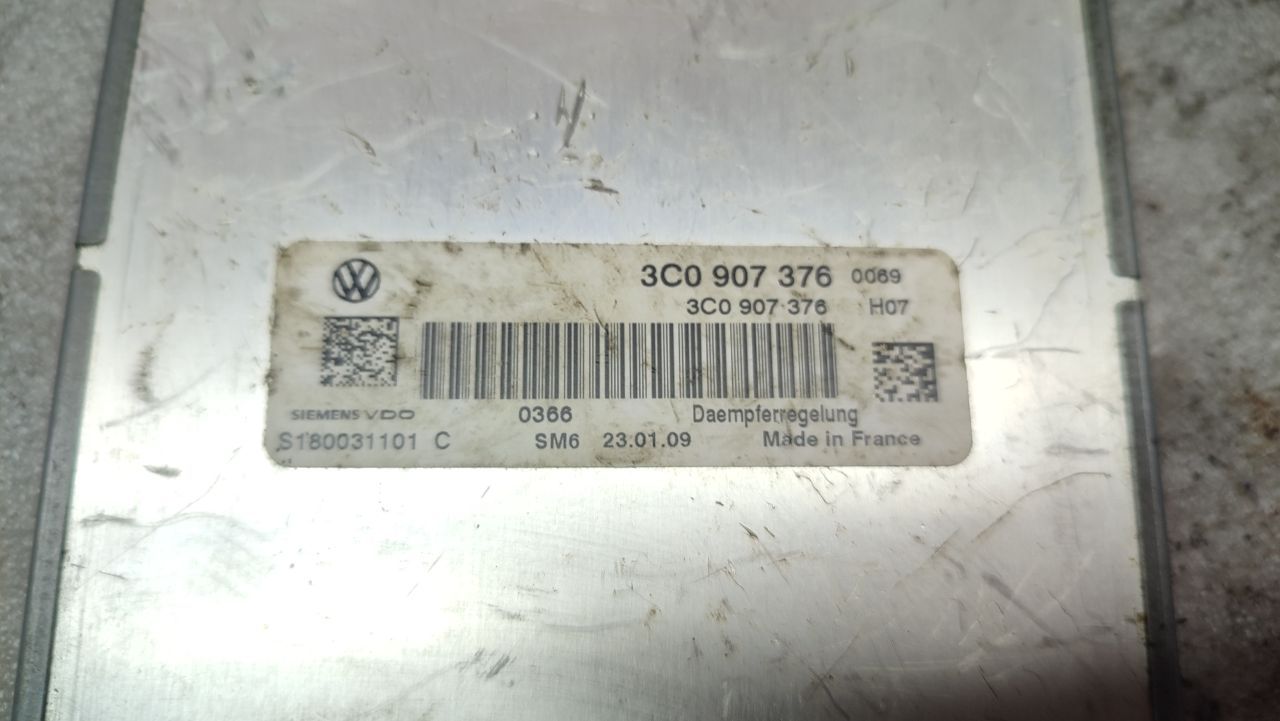 3C0 907 376 0069
3C0 907 376 H07
SIEMENS VDO 0366 Daempferregelung
S180031101 C SM6 23.01.09 Made in France